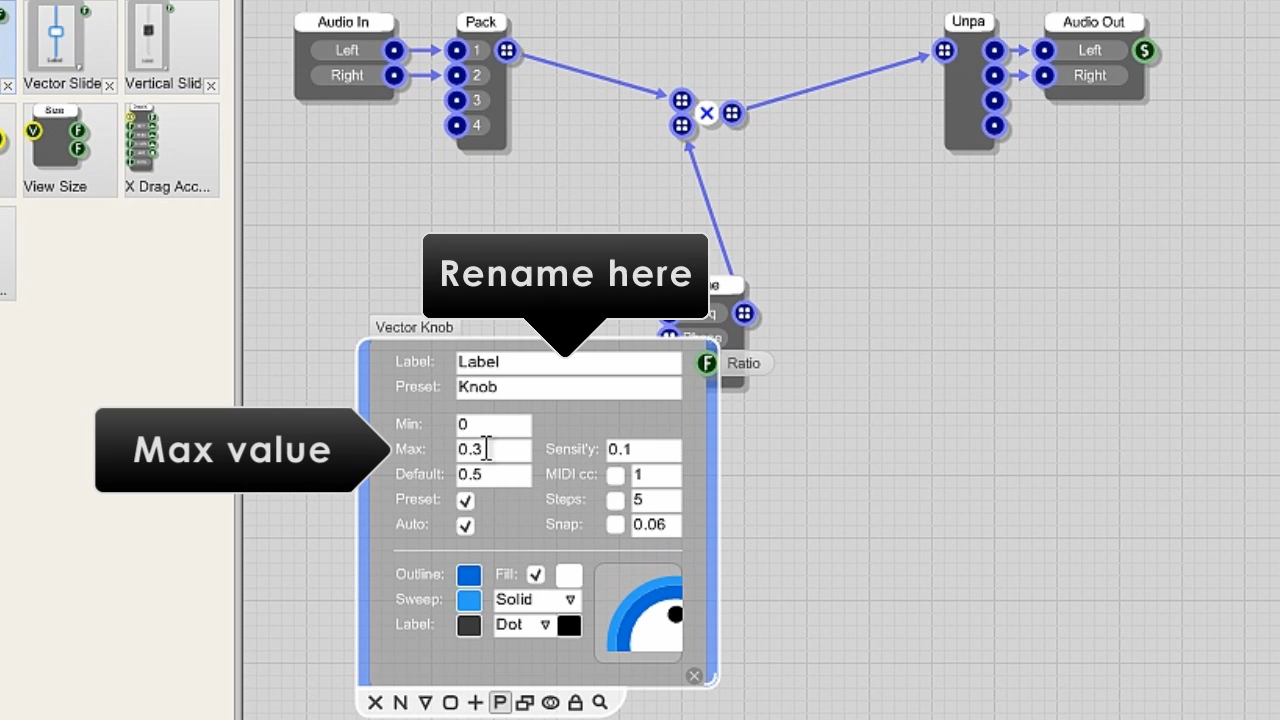 Audio In
Left
Right
Pack
1
2
3
4
Unpa
Audio Out
Left
Right
S
Vector Slide
Vertical Slid
Size
V
F
F
View Size
X Drag Acc...
Rename here
Max value
Vector Knob
Label: Label
Preset: Knob
Min: 0
Max: 0.3
Sensit'y: 0.1
Default: 0.5
MIDI cc: 1
Preset:
Steps: 5
Auto:
Snap: 0.06
F
Ratio
Outline:
Fill:
Sweep:
Solid
Label:
Dot
N
P